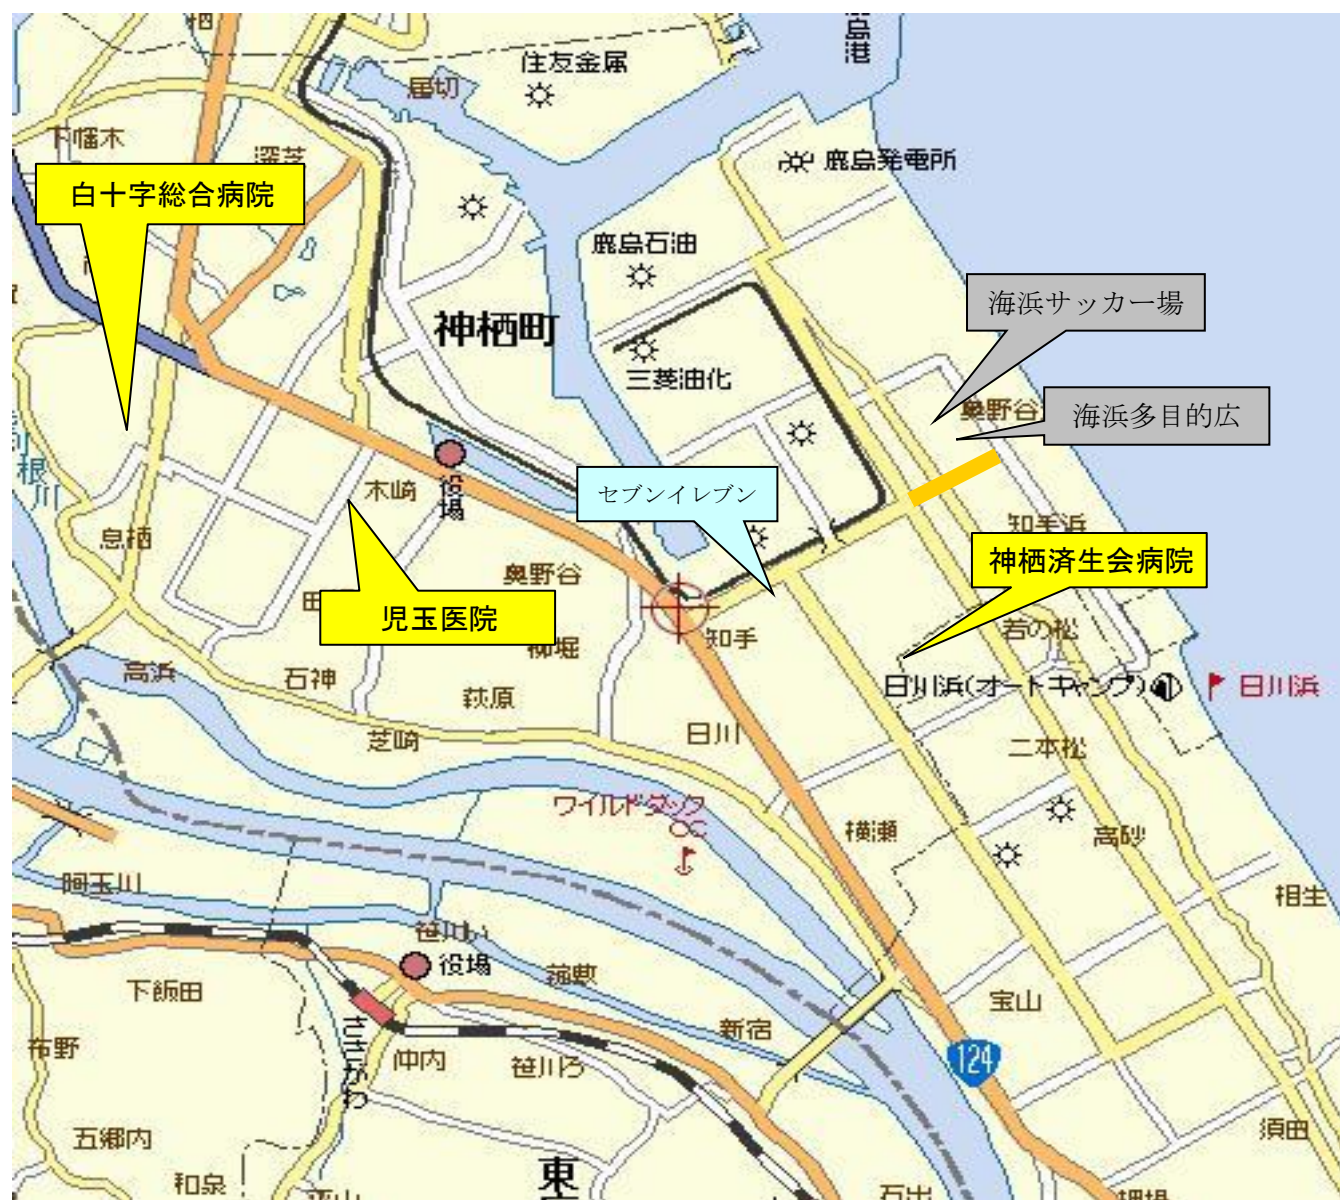 住友金属
居切
下幡木
深芝
鹿島発電所
白十字総合病院
鹿島石油
海浜サッカー場
神栖町
三菱油化
海浜多目的広
木崎
役場
セブンイレブン
知手浜
息栖
神栖済生会病院
奥野谷
児玉医院
若の松
知手
柳堀
高浜
石神
萩原
日川浜(オートキャンプ)
日川浜
芝崎
日川
二本松
ワイルドダック
横瀬
高砂
阿玉川
相生
笹川い
役場
下飯田
宝山
新宿
布野
仲内
笹川ろ
124
五郷内
須田
和泉
東
石出